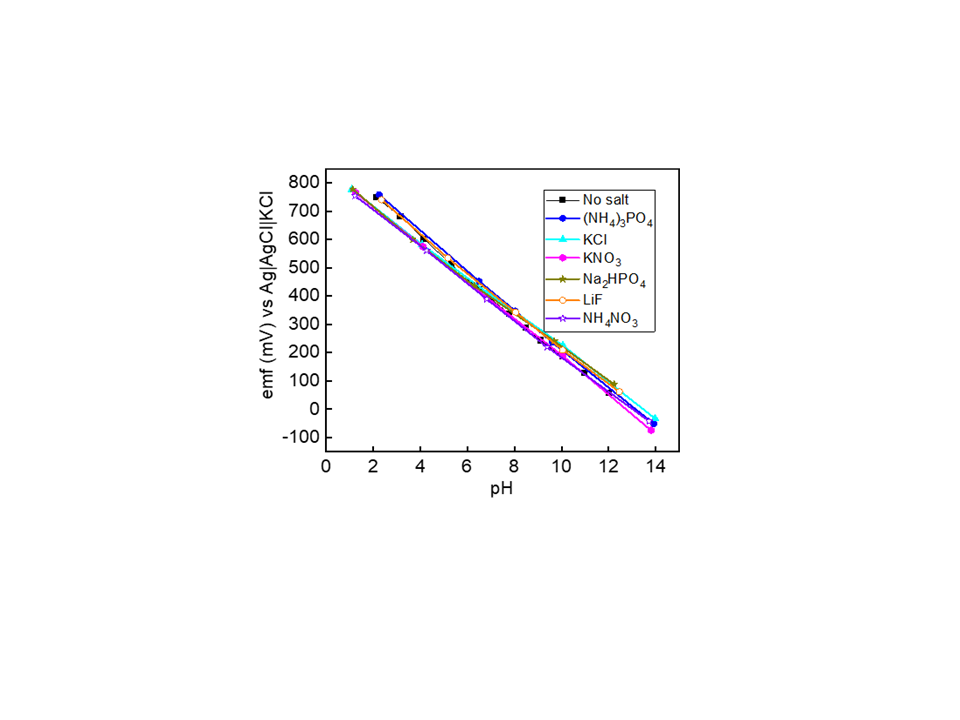 800
700
600
500
400
300
200
100
0
-100
emf (mV) vs Ag|AgCl|KCl
No salt
(NH₄)₃PO₄
KCl
KNO₃
Na₂HPO₄
LiF
NH₄NO₃
0 2 4 6 8 10 12 14
pH